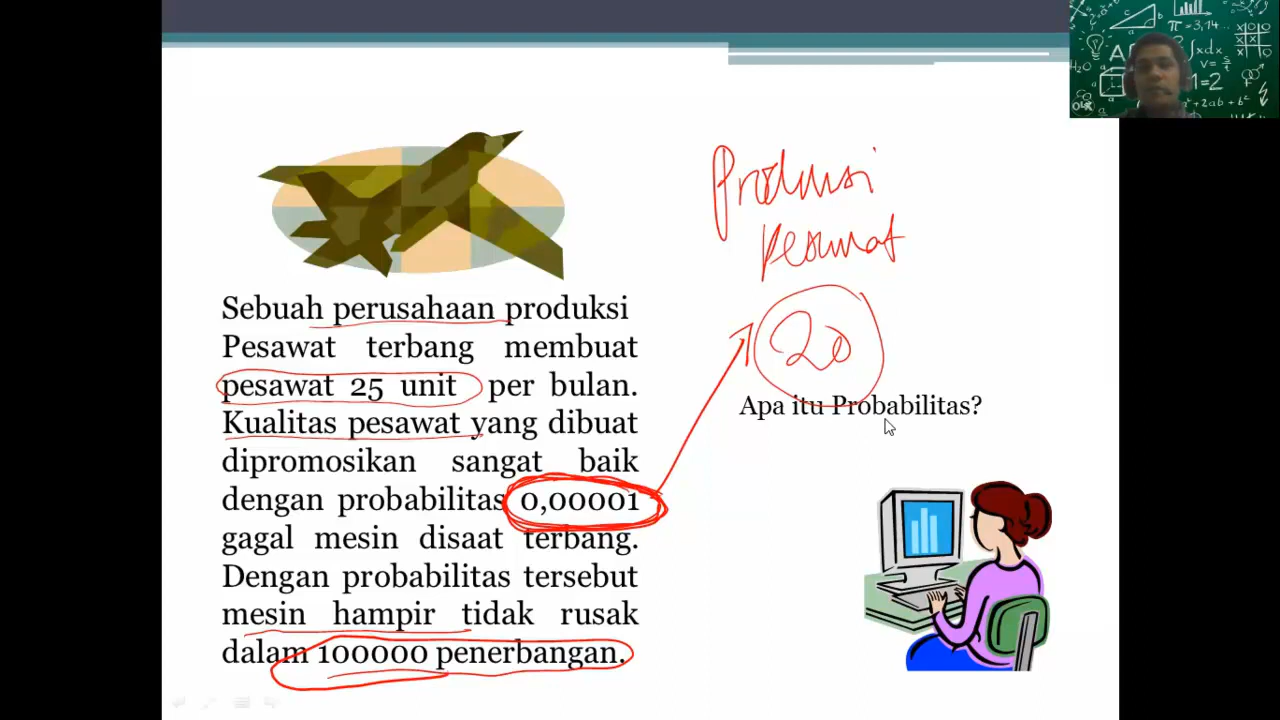 Sebuah perusahaan produksi
Pesawat terbang membuat
pesawat 25 unit per bulan.
Kualitas pesawat yang dibuat
dipromosikan sangat baik
dengan probabilitas 0,00001
gagal mesin disaat terbang.
Dengan probabilitas tersebut
mesin hampir tidak rusak
dalam 100000 penerbangan.
Produksi
20
Apa itu Probabilitas?
π = 3,14